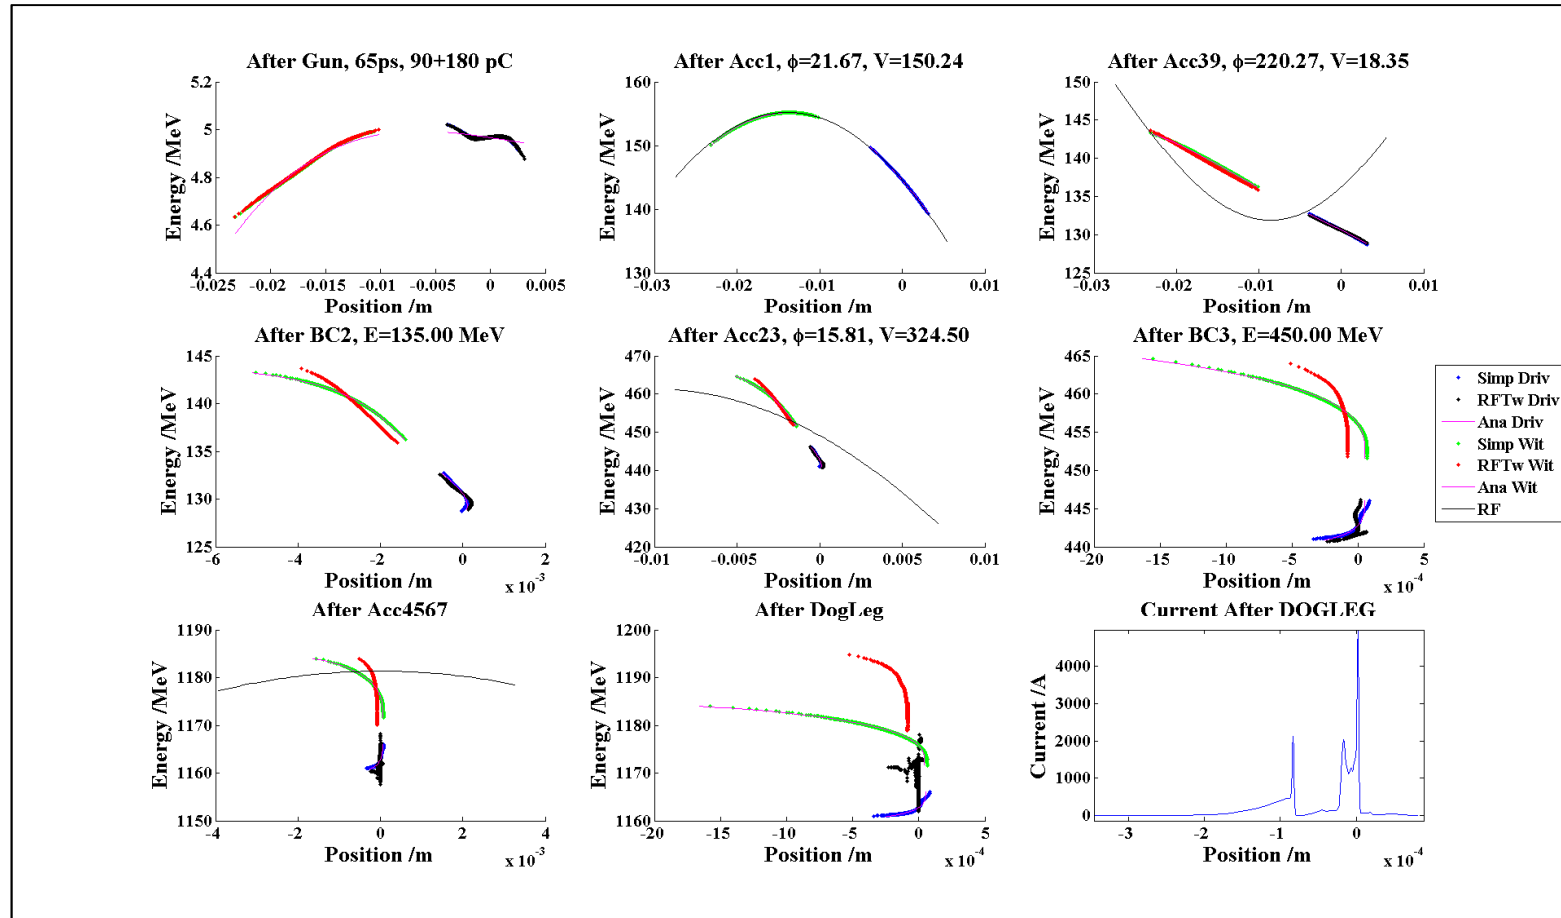 After Gun, 65ps, 90+180 pC
5.2
5
4.8
4.6
4.4
Energy /MeV
-0.025 -0.02 -0.015 -0.01 -0.005 0 0.005
Position /m
After Acc1, ϕ=21.67, V=150.24
160
150
140
130
Energy /MeV
-0.03 -0.02 -0.01 0 0.01
Position /m
After Acc39, ϕ=220.27, V=18.35
150
145
140
135
130
125
Energy /MeV
-0.03 -0.02 -0.01 0 0.01
Position /m
After BC2, E=135.00 MeV
145
140
135
130
125
Energy /MeV
-6 -4 -2 0 2
Position /m
x 10-3
After Acc23, ϕ=15.81, V=324.50
470
460
450
440
430
420
Energy /MeV
-0.01 -0.005 0 0.005 0.01
Position /m
After BC3, E=450.00 MeV
465
460
455
450
445
440
Energy /MeV
-20 -15 -10 -5 0 5
Position /m
x 10-4
Simp Driv
RFTw Driv
Ana Driv
Simp Wit
RFTw Wit
Ana Wit
RF
After Acc4567
1190
1180
1170
1160
1150
Energy /MeV
-4 -2 0 2 4
Position /m
x 10-3
After DogLeg
1200
1190
1180
1170
1160
Energy/MeV
-20 -15 -10 -5 0 5
Position /m
x 10-4
Current After DOGLEG
4000
3000
2000
1000
0
Current /A
-3 -2 -1 0
Position /m
x 10-4